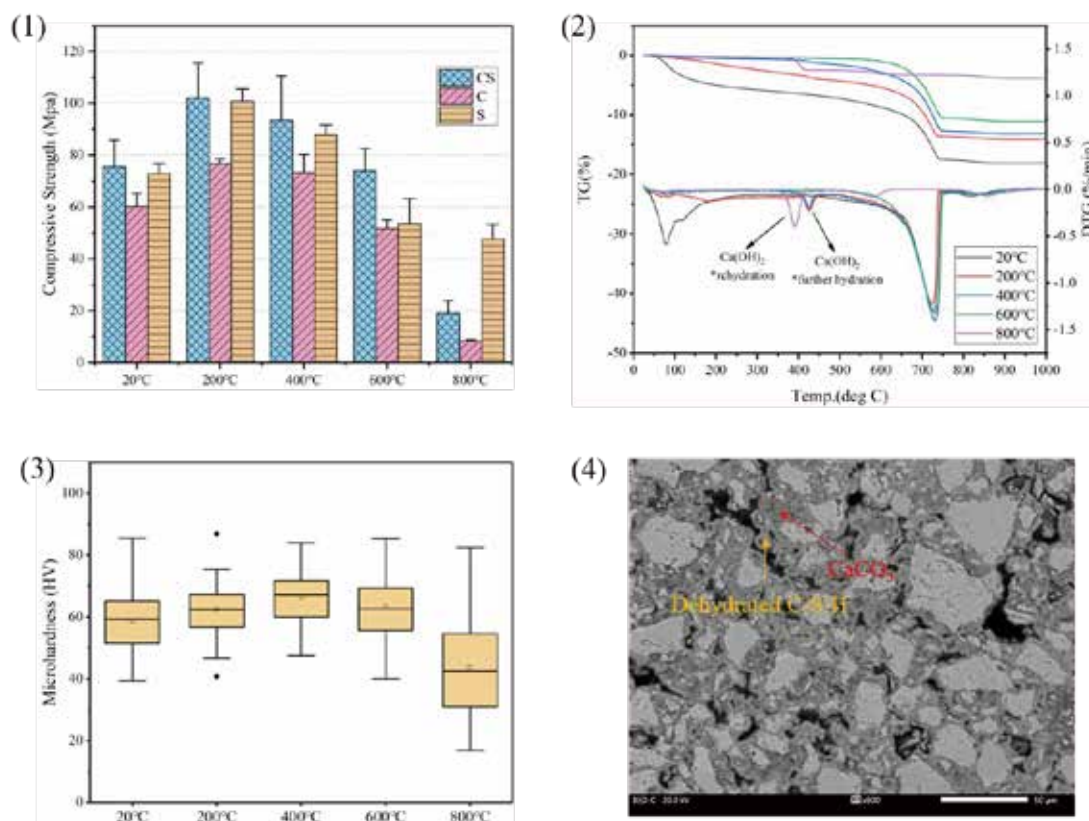 (1)
120
100
80
60
40
20
0
Compressive Strength (Mpa)
CS
C
S
20°C
200°C
400°C
600°C
800°C
(2)
0
-10
-20
-30
-40
-50
TG(%)
1.5
1.0
0.5
0.0
-0.5
-1.0
-1.5
Ca(OH)2
*rehydration
Ca(OH)2
*further hydration
20°C
200°C
400°C
600°C
800°C
0
100
200
300
400
500
600
700
800
900
1000
Temp.(deg C)
(3)
100
80
60
40
20
0
Microhardness (HV)
20°C
200°C
400°C
600°C
800°C
(4)
CaCO3
Dehydrated C-S-H